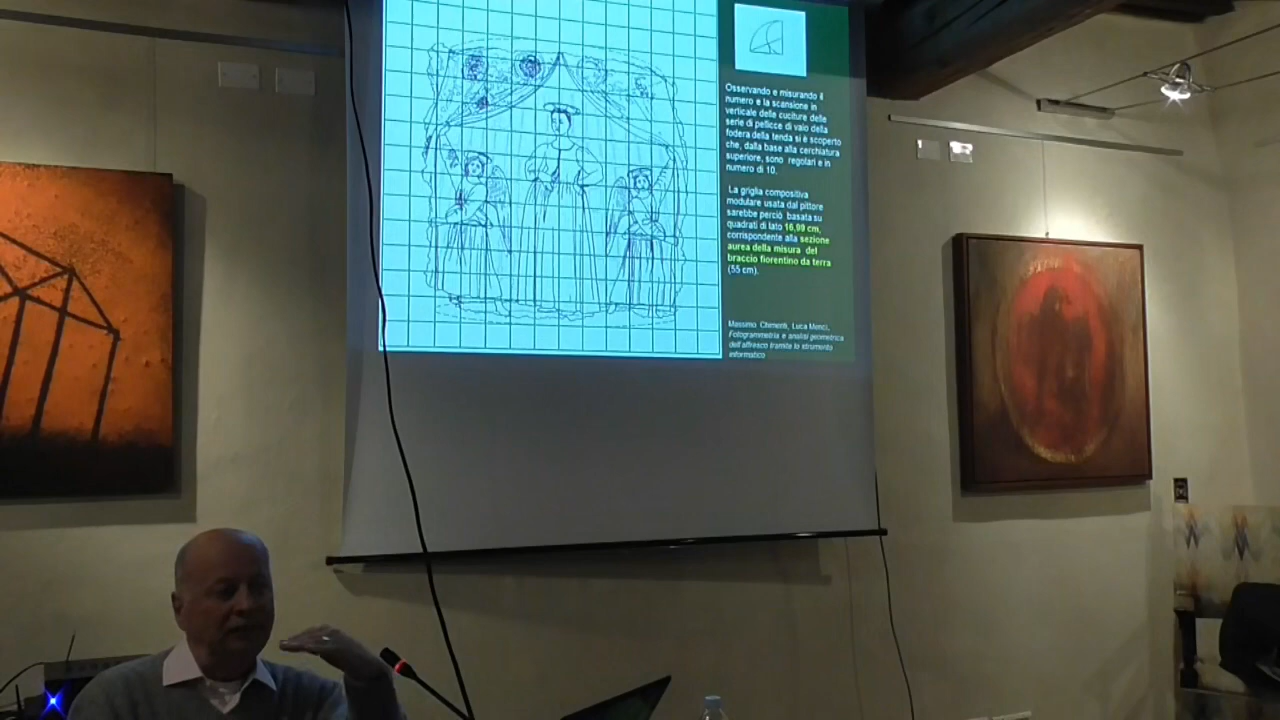 Osservando e misurando il
numero e la scansione in
verticale delle cuciture delle
serie di pellicce di vaio della
fodera della tenda si è scoperto
che, dalla base alla cerchiatura
superiore, sono regolari e in
numero di 10.
La griglia compositiva
modulare usata dal pittore
sarebbe perciò basata su
quadrati di lato 16,99 cm,
corrispondente alla sezione
aurea della misura del
braccio fiorentino da terra
(55 cm).
Massimo Chimenti, Luca Menci,
Fotogrammetria e analisi geometrica
dell'affresco tramite lo strumento
informatico